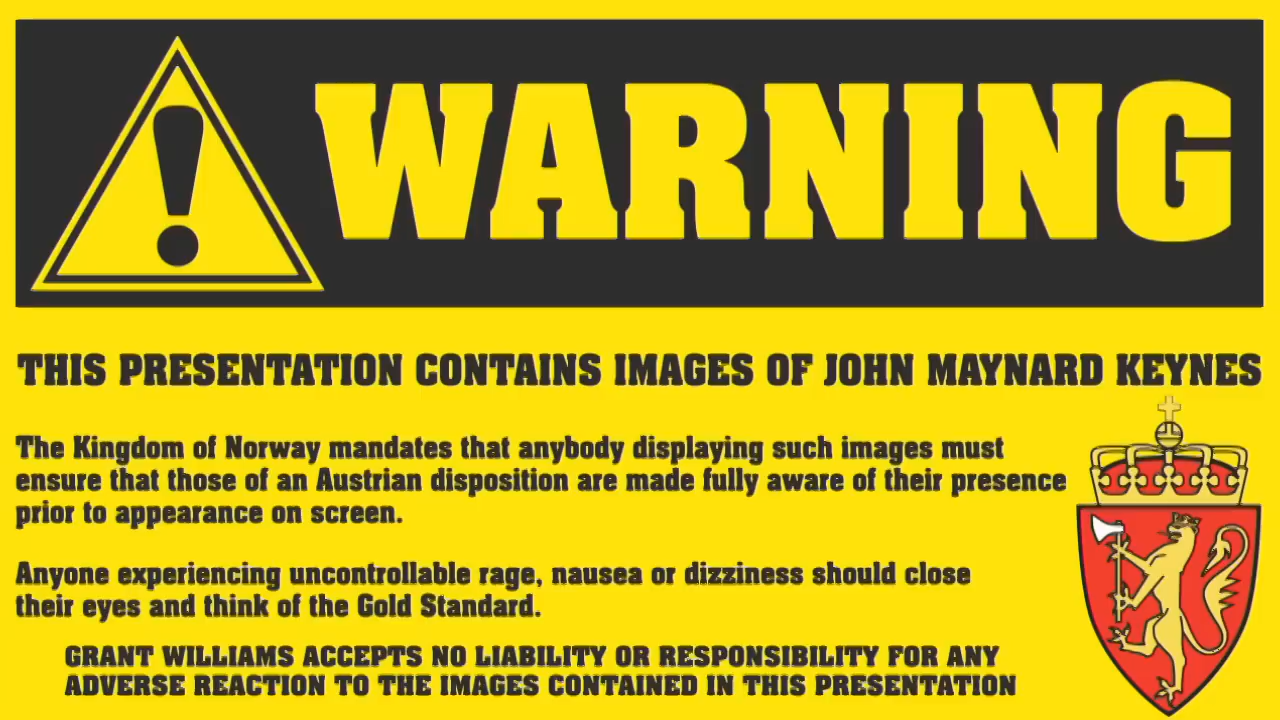 WARNING
THIS PRESENTATION CONTAINS IMAGES OF JOHN MAYNARD KEYNES
The Kingdom of Norway mandates that anybody displaying such images must
ensure that those of an Austrian disposition are made fully aware of their presence
prior to appearance on screen.
Anyone experiencing uncontrollable rage, nausea or dizziness should close
their eyes and think of the Gold Standard.
GRANT WILLIAMS ACCEPTS NO LIABILITY OR RESPONSIBILITY FOR ANY
ADVERSE REACTION TO THE IMAGES CONTAINED IN THIS PRESENTATION